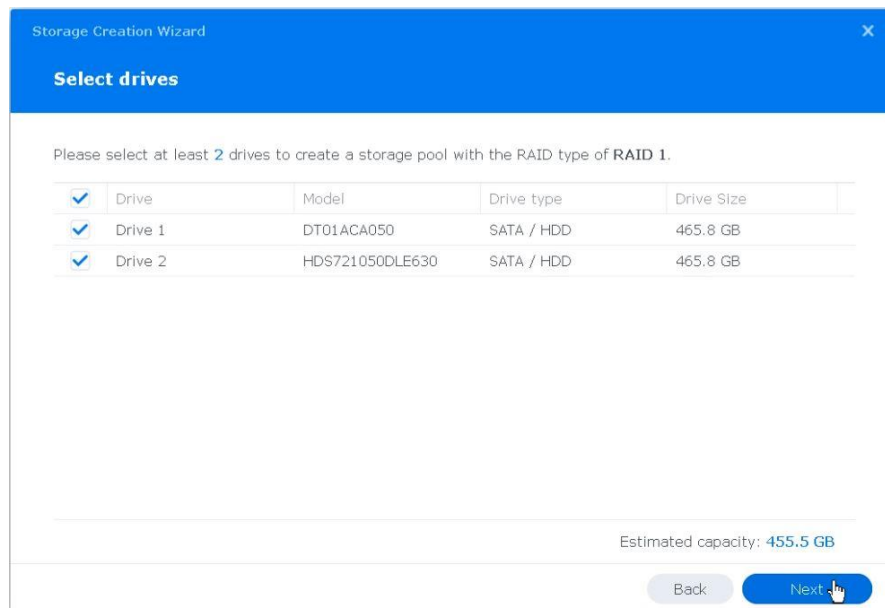 Storage Creation Wizard
Select drives
Please select at least 2 drives to create a storage pool with the RAID type of RAID 1.
Drive Model Drive type Drive Size
Drive 1 DT01ACA050 SATA / HDD 465.8 GB
Drive 2 HDS721050DLE630 SATA / HDD 465.8 GB
Estimated capacity: 455.5 GB
Back Next